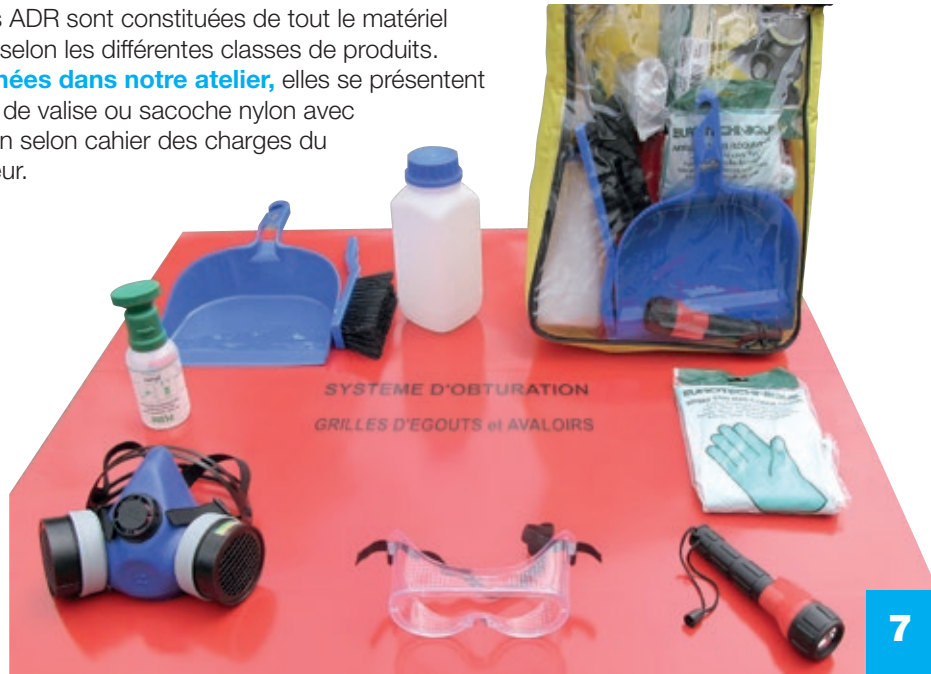 s ADR sont constituées de tout le matériel
selon les différentes classes de produits.
nées dans notre atelier, elles se présentent
de valise ou sacoche nylon avec
n selon cahier des charges du
eur.
SYSTEME D'OBTURATION
GRILLES D'EGOUTS et AVALOIRS
7